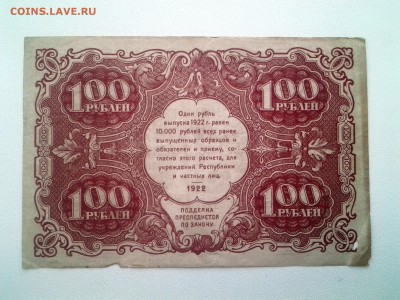 COINS.LAVE.RU
100 РУБЛЕЙ
100 РУБЛЕЙ
Один рубль
выпуска 1922 г. равен
10.000 рублей всех ранее
выпущенных образцов и
обязателен к приему, со-
гласно этого расчета, для
учреждений Республики
и частных лиц.
1922
100 РУБЛЕЙ
100 РУБЛЕЙ
ПОДДЕЛКА
ПРЕСЛЕДУЕТСЯ
ПО ЗАКОНУ